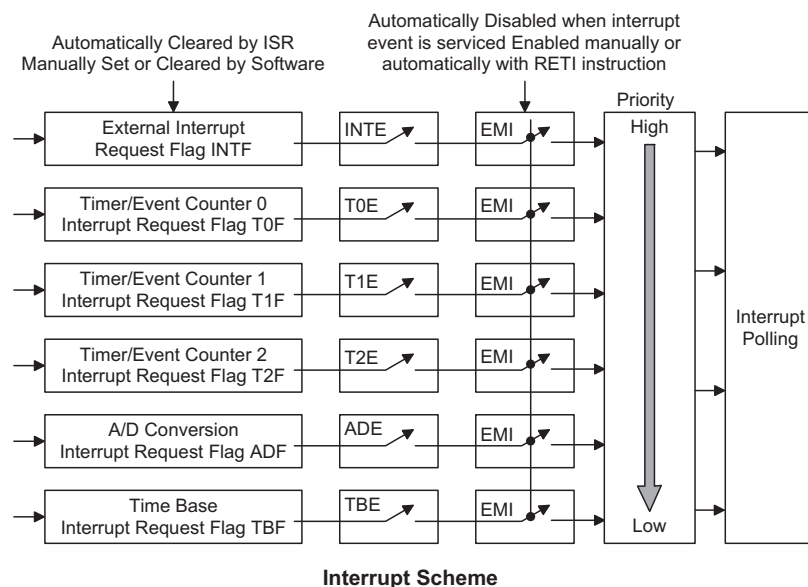 Automatically Cleared by ISR
Manually Set or Cleared by Software
Automatically Disabled when interrupt
event is serviced Enabled manually or
automatically with RETI instruction
Priority
High
External Interrupt
Request Flag INTF
INTE
EMI
Timer/Event Counter 0
Interrupt Request Flag T0F
T0E
EMI
Timer/Event Counter 1
Interrupt Request Flag T1F
T1E
EMI
Timer/Event Counter 2
Interrupt Request Flag T2F
T2E
EMI
A/D Conversion
Interrupt Request Flag ADF
ADE
EMI
Time Base
Interrupt Request Flag TBF
TBE
EMI
Low
Interrupt
Polling
Interrupt Scheme